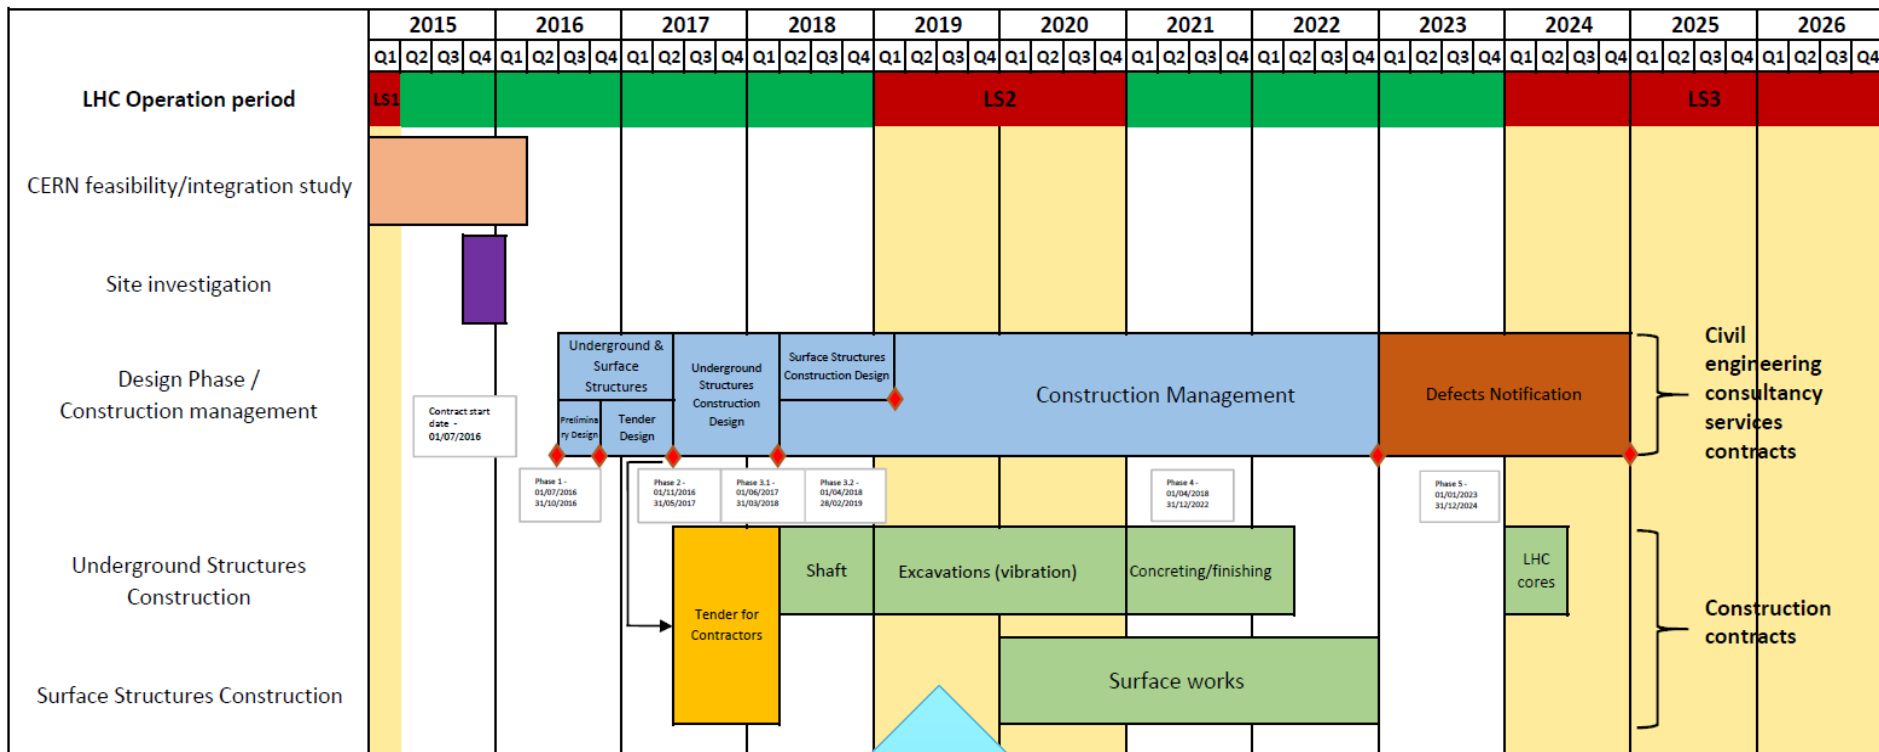 2015 2016 2017 2018 2019 2020 2021 2022 2023 2024 2025 2026
Q1 Q2 Q3 Q4 Q1 Q2 Q3 Q4 Q1 Q2 Q3 Q4 Q1 Q2 Q3 Q4 Q1 Q2 Q3 Q4 Q1 Q2 Q3 Q4 Q1 Q2 Q3 Q4 Q1 Q2 Q3 Q4 Q1 Q2 Q3 Q4 Q1 Q2 Q3 Q4 Q1 Q2 Q3 Q4 Q1 Q2 Q3 Q4
LHC Operation period
LS1
LS2
LS3
CERN feasibility/integration study
Site investigation
Design Phase /
Construction management
Contract start
date -
01/07/2016
Underground &
Surface
Structures
Prelimina
ry Design
Tender
Design
Underground
Structures
Construction
Design
Surface Structures
Construction Design
Construction Management
Defects Notification
Civil
engineering
consultancy
services
contracts
Phase 1 -
01/07/2016
31/10/2016
Phase 2 -
01/11/2016
31/05/2017
Phase 3.1 -
01/06/2017
31/03/2018
Phase 3.2 -
01/04/2018
28/02/2019
Phase 4 -
01/04/2018
31/12/2022
Phase 5 -
01/01/2023
31/12/2024
Underground Structures
Construction
Tender for
Contractors
Shaft
Excavations (vibration)
Concreting/finishing
LHC
cores
Construction
contracts
Surface Structures Construction
Surface works